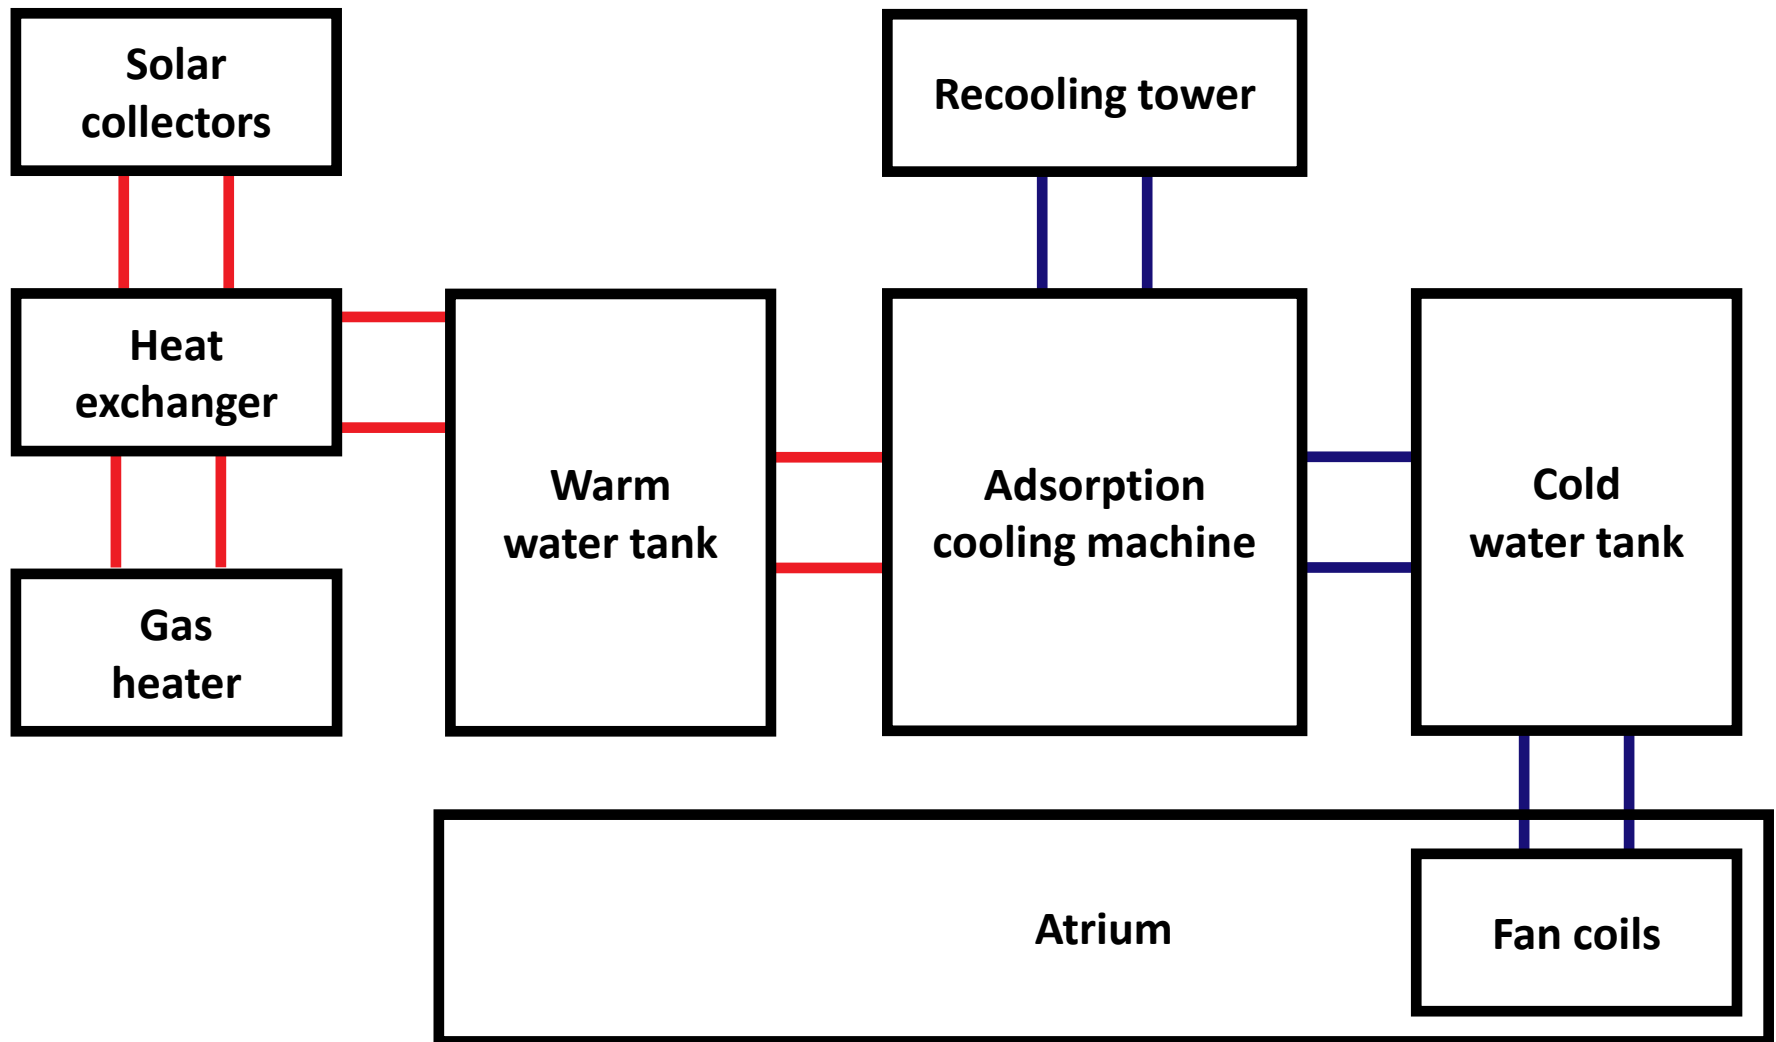 Solar
collectors
Recooling tower
Heat
exchanger
Warm
water tank
Adsorption
cooling machine
Cold
water tank
Gas
heater
Atrium
Fan coils